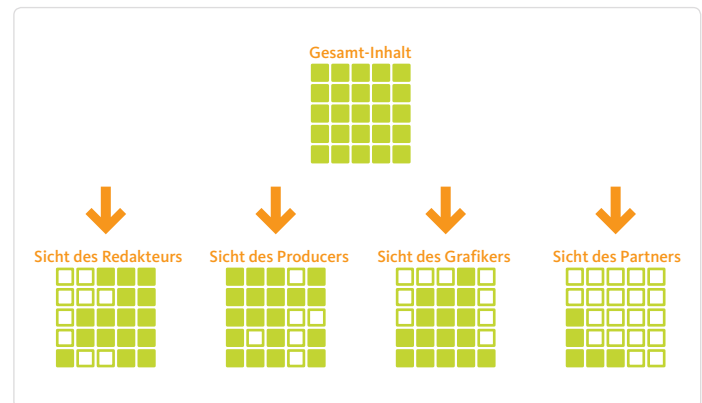 Gesamt-Inhalt
Sicht des Redakteurs
Sicht des Producers
Sicht des Grafikers
Sicht des Partners